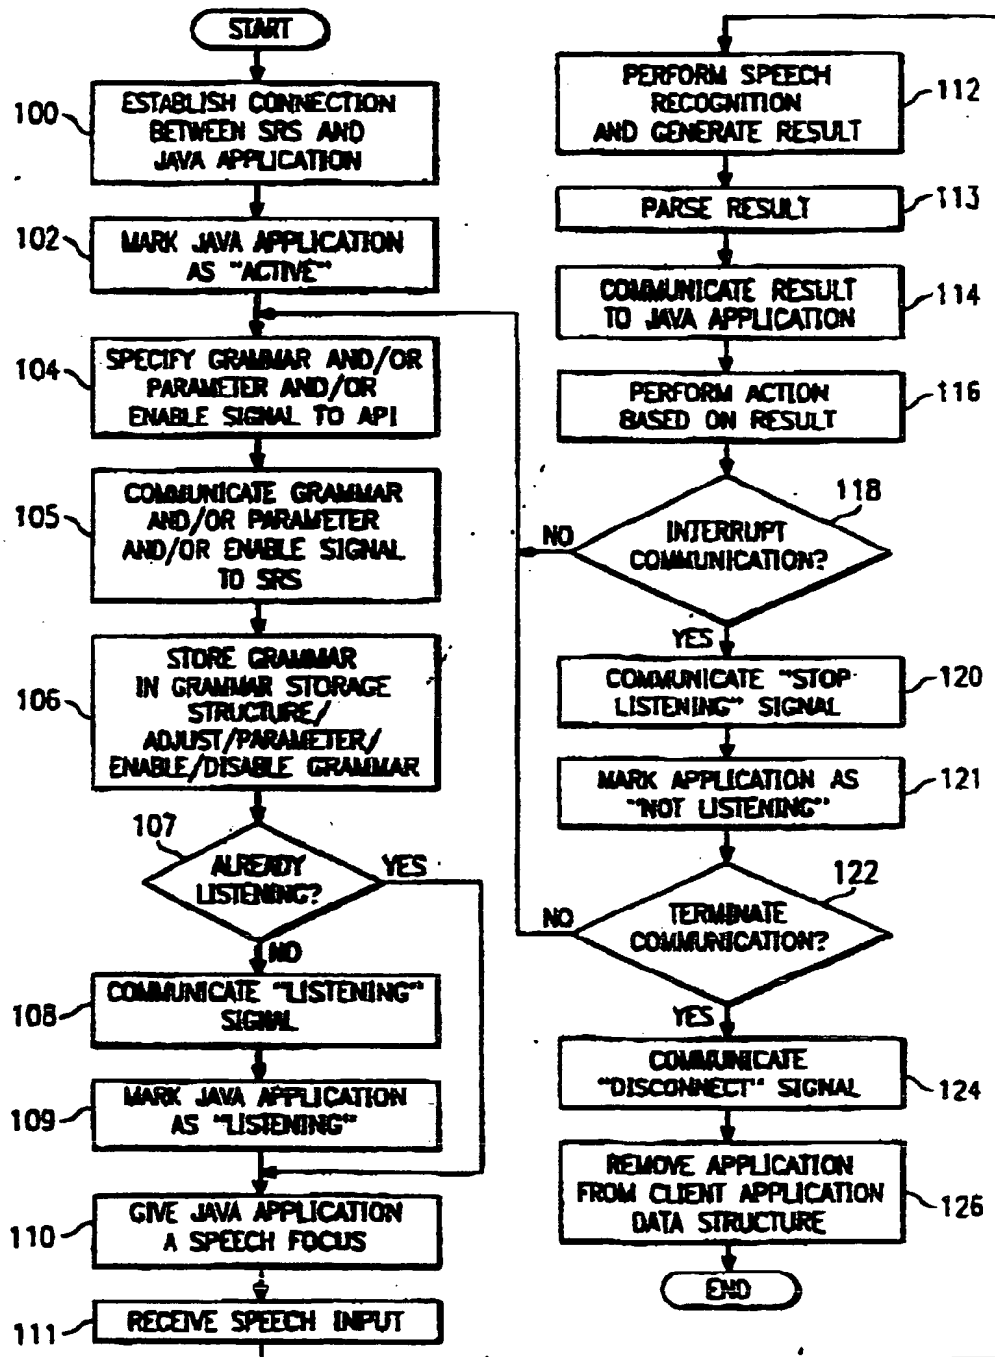 START
100
ESTABLISH CONNECTION
BETWEEN SRS AND
JAVA APPLICATION
102
MARK JAVA APPLICATION
AS "ACTIVE"
104
SPECIFY GRAMMAR AND/OR
PARAMETER AND/OR
ENABLE SIGNAL TO API
105
COMMUNICATE GRAMMAR
AND/OR PARAMETER
AND/OR ENABLE SIGNAL
TO SRS
106
STORE GRAMMAR
IN GRAMMAR STORAGE
STRUCTURE/
ADJUST/PARAMETER/
ENABLE/DISABLE GRAMMAR
107
ALREADY
LISTENING?
YES
NO
108
COMMUNICATE "LISTENING"
SIGNAL
109
MARK JAVA APPLICATION
AS "LISTENING"
110
GIVE JAVA APPLICATION
A SPEECH FOCUS
111
RECEIVE SPEECH INPUT
PERFORM SPEECH
RECOGNITION
AND GENERATE RESULT
112
PARSE RESULT
113
COMMUNICATE RESULT
TO JAVA APPLICATION
114
PERFORM ACTION
BASED ON RESULT
116
118
INTERRUPT
COMMUNICATION?
NO
YES
COMMUNICATE "STOP
LISTENING" SIGNAL
120
MARK APPLICATION AS
"NOT LISTENING"
121
122
TERMINATE
COMMUNICATION?
NO
YES
COMMUNICATE
"DISCONNECT" SIGNAL
124
REMOVE APPLICATION
FROM CLIENT APPLICATION
DATA STRUCTURE
126
END